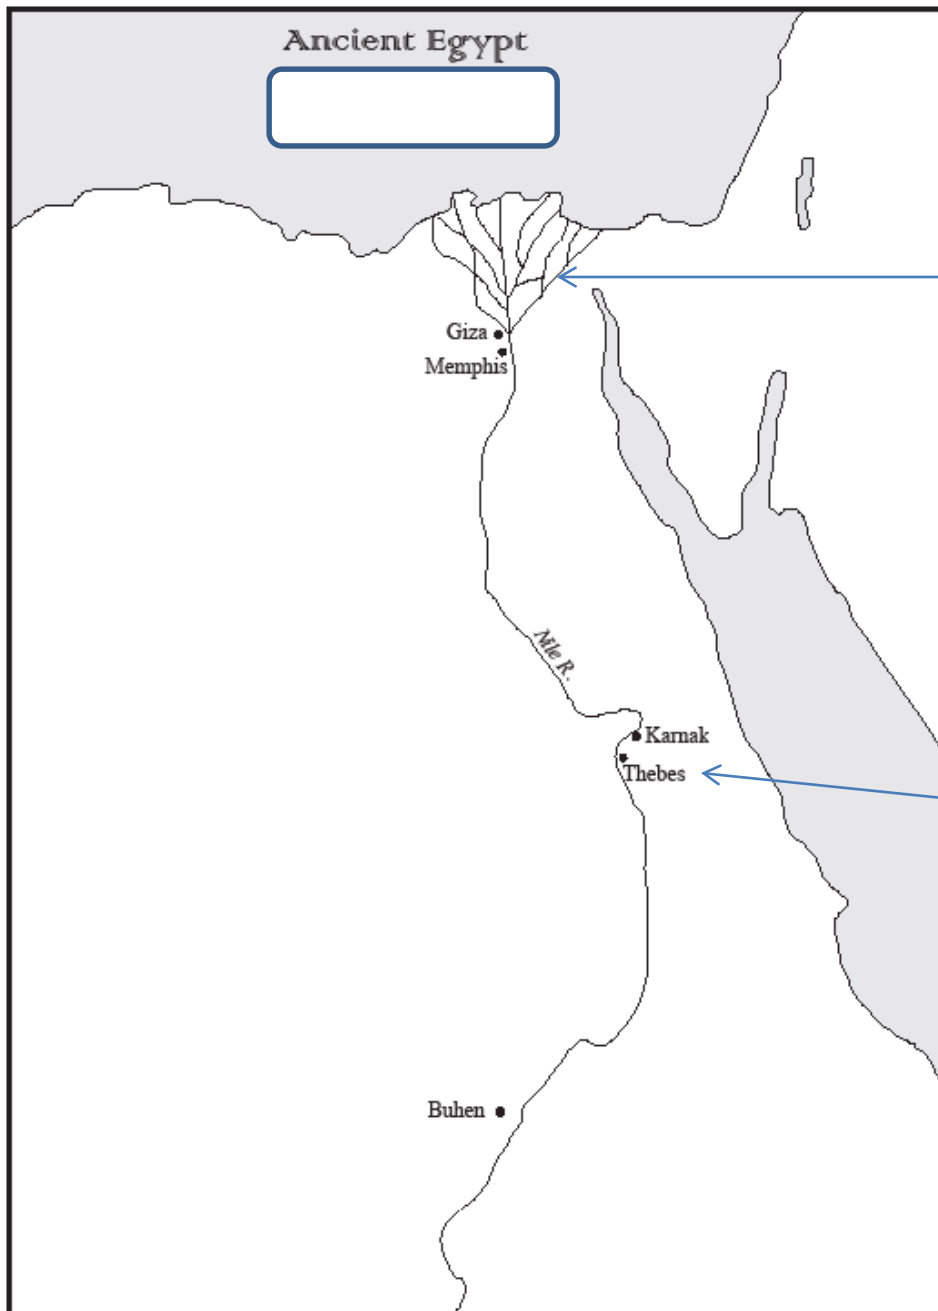 Ancient Egypt
Giza
Memphis
Nile R.
Karnak
Thebes
Buhen